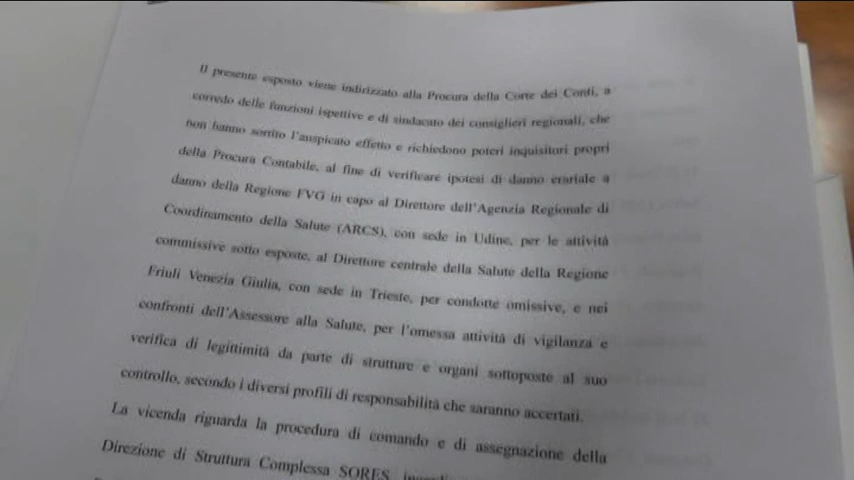 Il presente esposto viene indirizzato alla Procura della Corte dei Conti, a
corredo delle funzioni ispettive e di sindacato dei consiglieri regionali, che
non hanno sortito l'auspicato effetto e richiedono poteri inquisitori propri
della Procura Contabile, al fine di verificare ipotesi di danno erariale a
danno della Regione FVG in capo al Direttore dell'Agenzia Regionale di
Coordinamento della Salute (ARCS), con sede in Udine, per le attività
commissive sotto esposte, al Direttore centrale della Salute della Regione
Friuli Venezia Giulia, con sede in Trieste, per condotte omissive, e nei
confronti dell'Assessore alla Salute, per l'omessa attività di vigilanza e
verifica di legittimità da parte di strutture e organi sottoposte al suo
controllo, secondo i diversi profili di responsabilità che saranno accertati.
La vicenda riguarda la procedura di comando e di assegnazione della
Direzione di Struttura Complessa SORES,